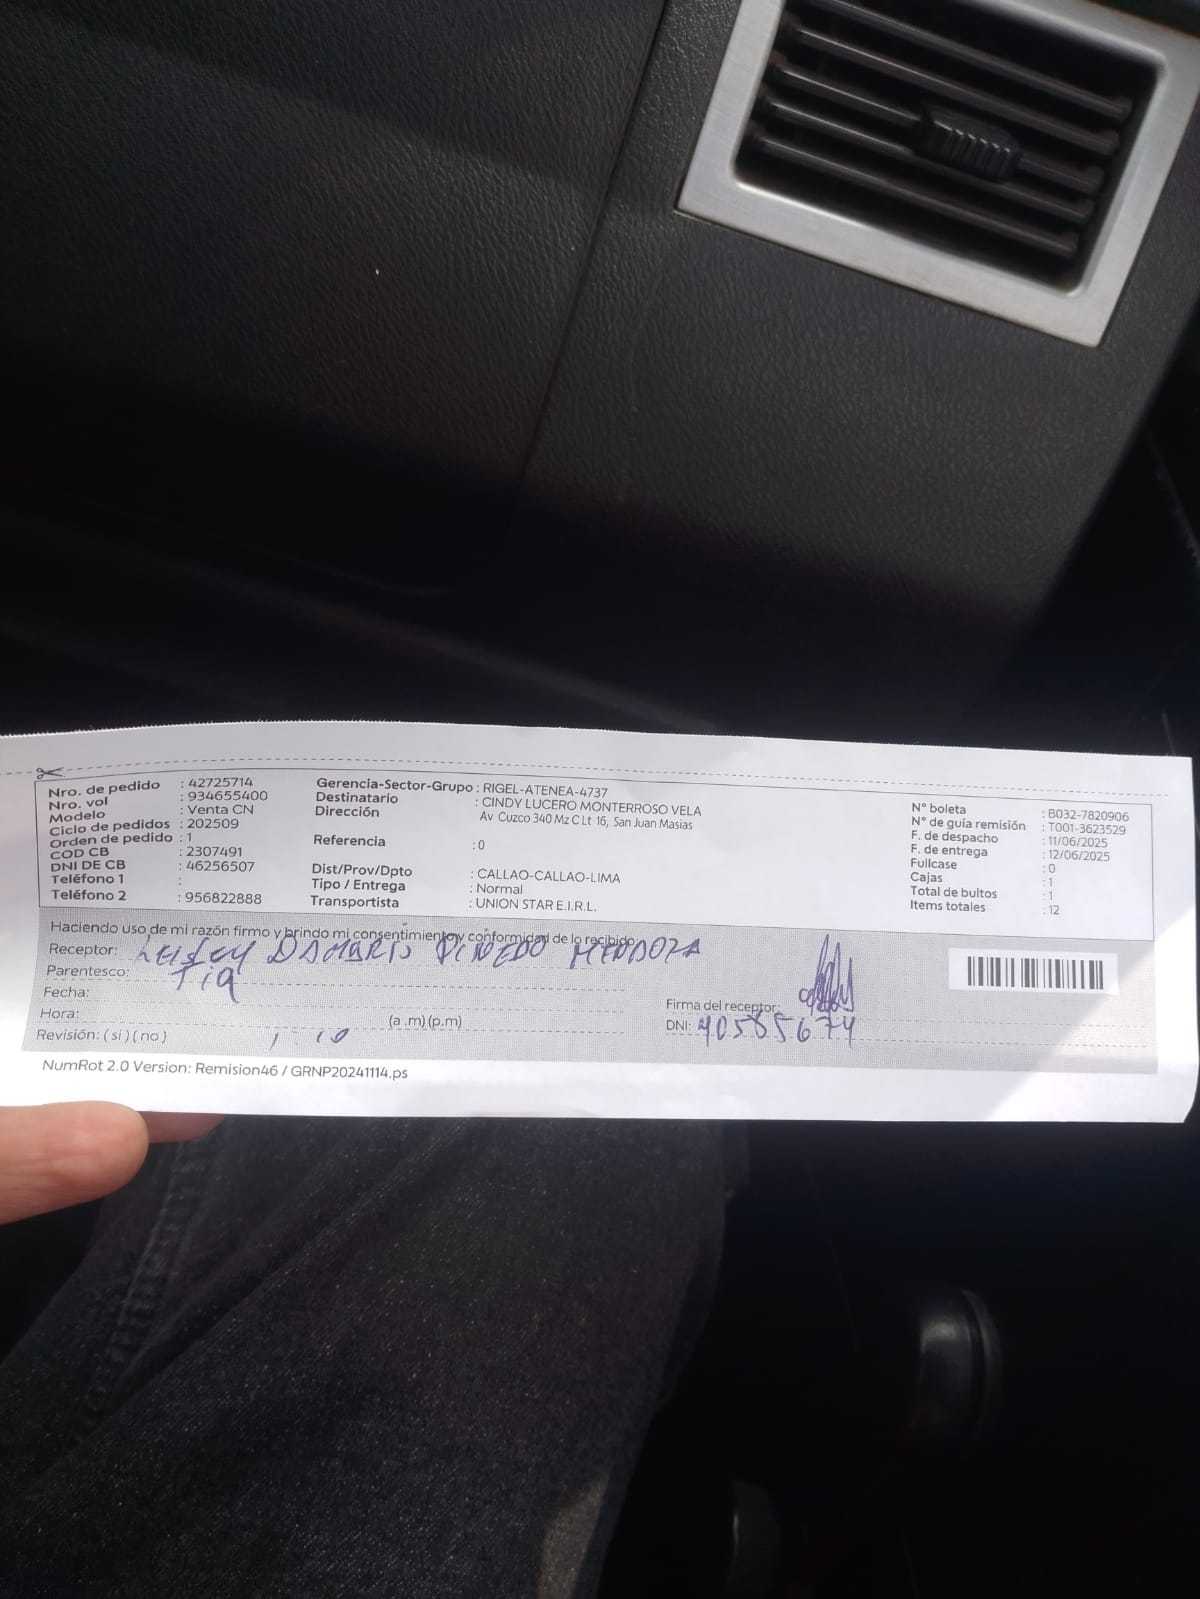 Nro. de pedido : 42725714
Nro. vol : 934655400
Modelo : Venta CN
Ciclo de pedidos : 202509
Orden de pedido : 1
COD CB : 2307491
DNI DE CB : 46256507
Teléfono 1 :
Teléfono 2 : 956822888
Gerencia-Sector-Grupo : RIGEL-ATENEA-4737
Destinatario : CINDY LUCERO MONTERROSO VELA
Dirección Av Cuzco 340 Mz C Lt 16, San Juan Masias
Referencia : 0
Dist/Prov/Dpto : CALLAO-CALLAO-LIMA
Tipo / Entrega : Normal
Transportista : UNION STAR E.I.R.L.
N° boleta : B032-7820906
N° de guía remisión : T001-3623529
F. de despacho : 11/06/2025
F. de entrega : 12/06/2025
Fullcase : 0
Cajas : 1
Total de bultos : 1
Items totales : 12
Haciendo uso de mi razón firmo y brindo mi consentimiento y conformidad de lo recibido
Receptor: DAMARIS PINEDO MENDOZA
Parentesco: Tia
Fecha:
Hora: (a .m)(p.m)
Revisión: ( si ) ( no ) 1:10
Firma del receptor:
DNI: 40585674
NumRot 2.0 Version: Remision46 / GRNP20241114.ps